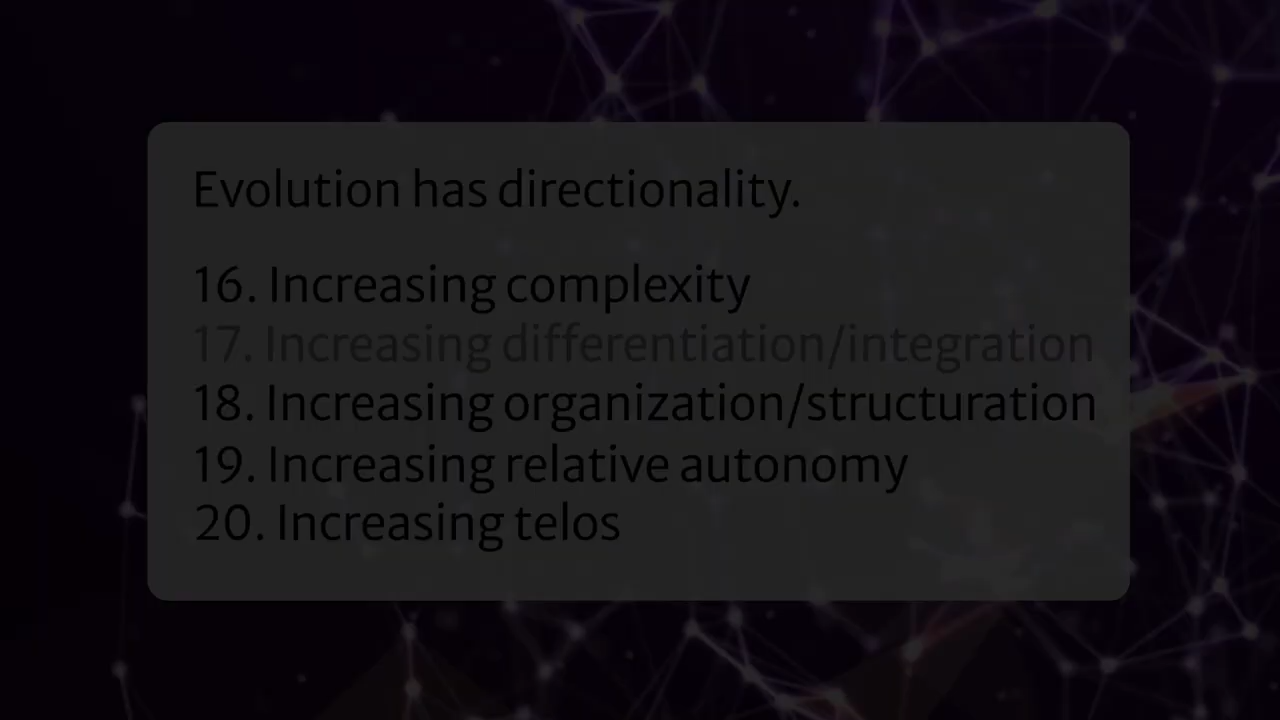 Evolution has directionality.
16. Increasing complexity
17. Increasing differentiation/integration
18. Increasing organization/structuration
19. Increasing relative autonomy
20. Increasing telos